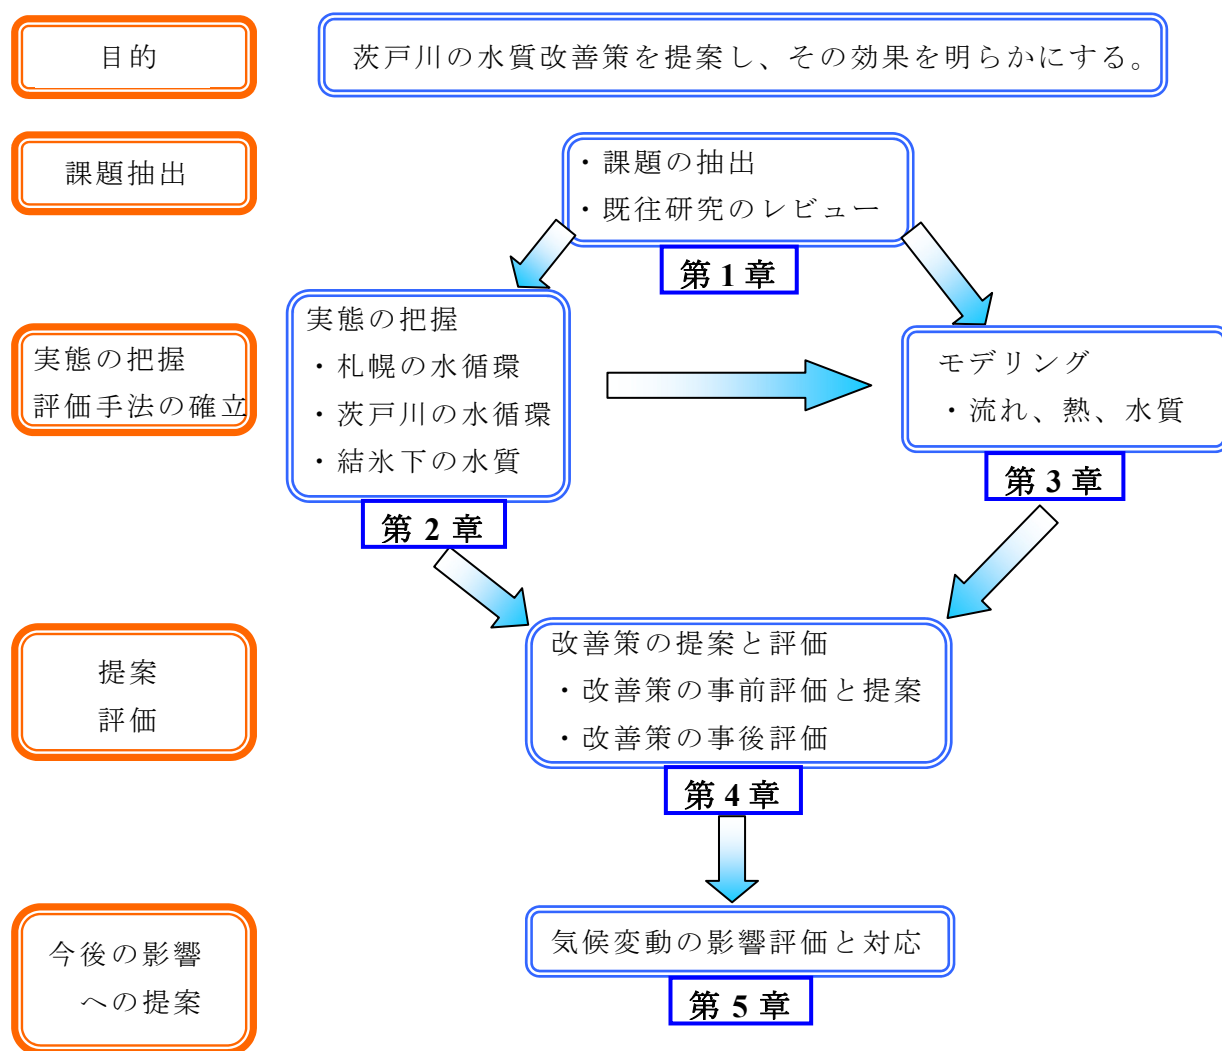 目的
茨戸川の水質改善策を提案し、その効果を明らかにする。
課題抽出
・課題の抽出
・既往研究のレビュー
第1章
実態の把握
評価手法の確立
実態の把握
・札幌の水循環
・茨戸川の水循環
・結氷下の水質
第2章
モデリング
・流れ、熱、水質
第3章
提案
評価
改善策の提案と評価
・改善策の事前評価と提案
・改善策の事後評価
第4章
今後の影響
への提案
気候変動の影響評価と対応
第5章